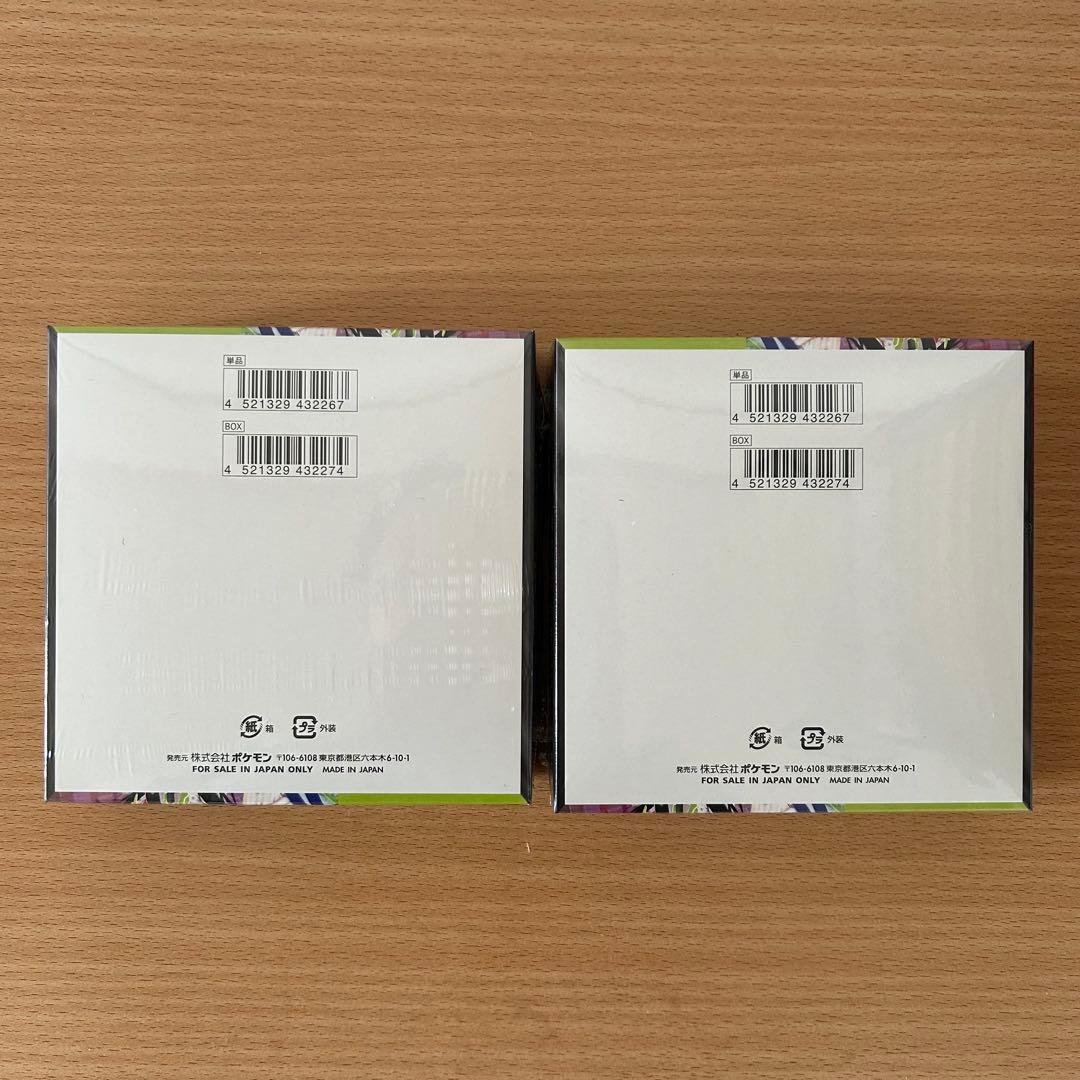 単品
4 521329 432267
BOX
4 521329 432274
紙 箱 プラ 外装
発売元 株式会社ポケモン 〒106-6108 東京都港区六本木6-10-1
FOR SALE IN JAPAN ONLY MADE IN JAPAN
単品
4 521329 432267
BOX
4 521329 432274
紙 箱 プラ 外装
発売元 株式会社ポケモン 〒106-6108 東京都港区六本木6-10-1
FOR SALE IN JAPAN ONLY MADE IN JAPAN